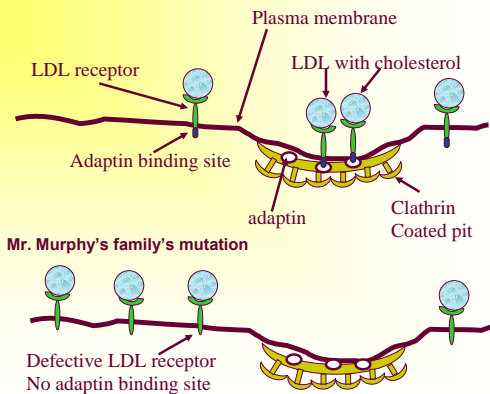 Plasma membrane
LDL receptor
LDL with cholesterol
Adaptin binding site
adaptin
Clathrin
Coated pit
Mr. Murphy's family's mutation
Defective LDL receptor
No adaptin binding site